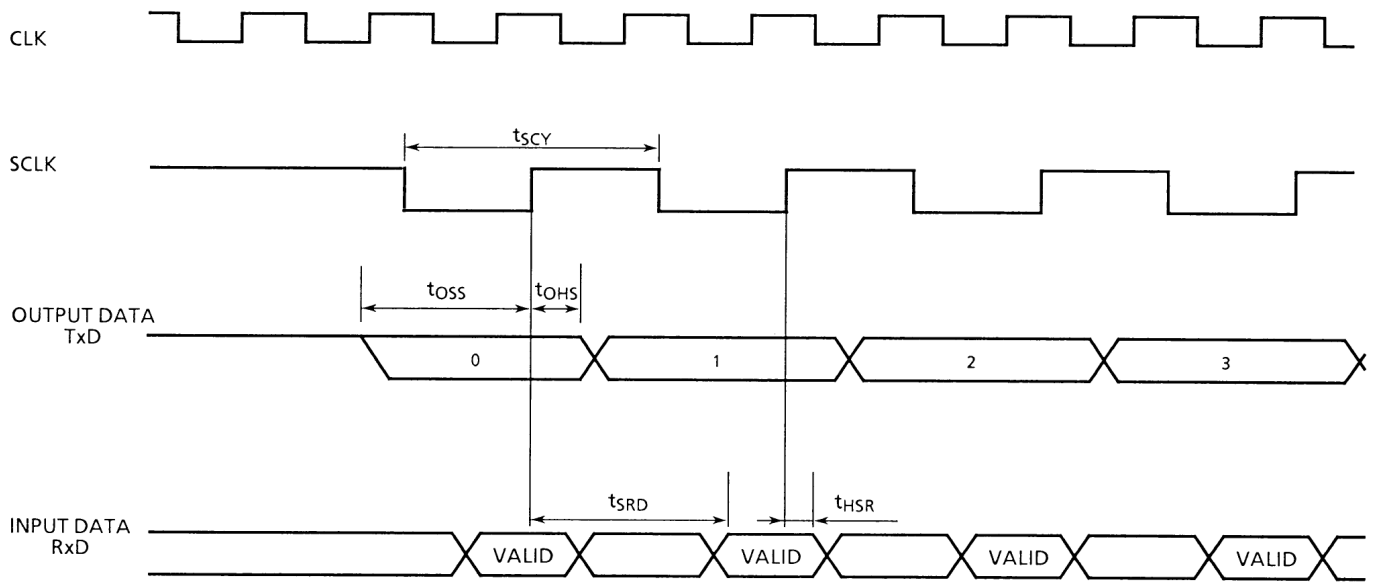 CLK
SCLK
tSCY
tOSS
tOHS
OUTPUT DATA
TxD
0
1
2
3
tSRD
tHSR
INPUT DATA
RxD
VALID
VALID
VALID
VALID